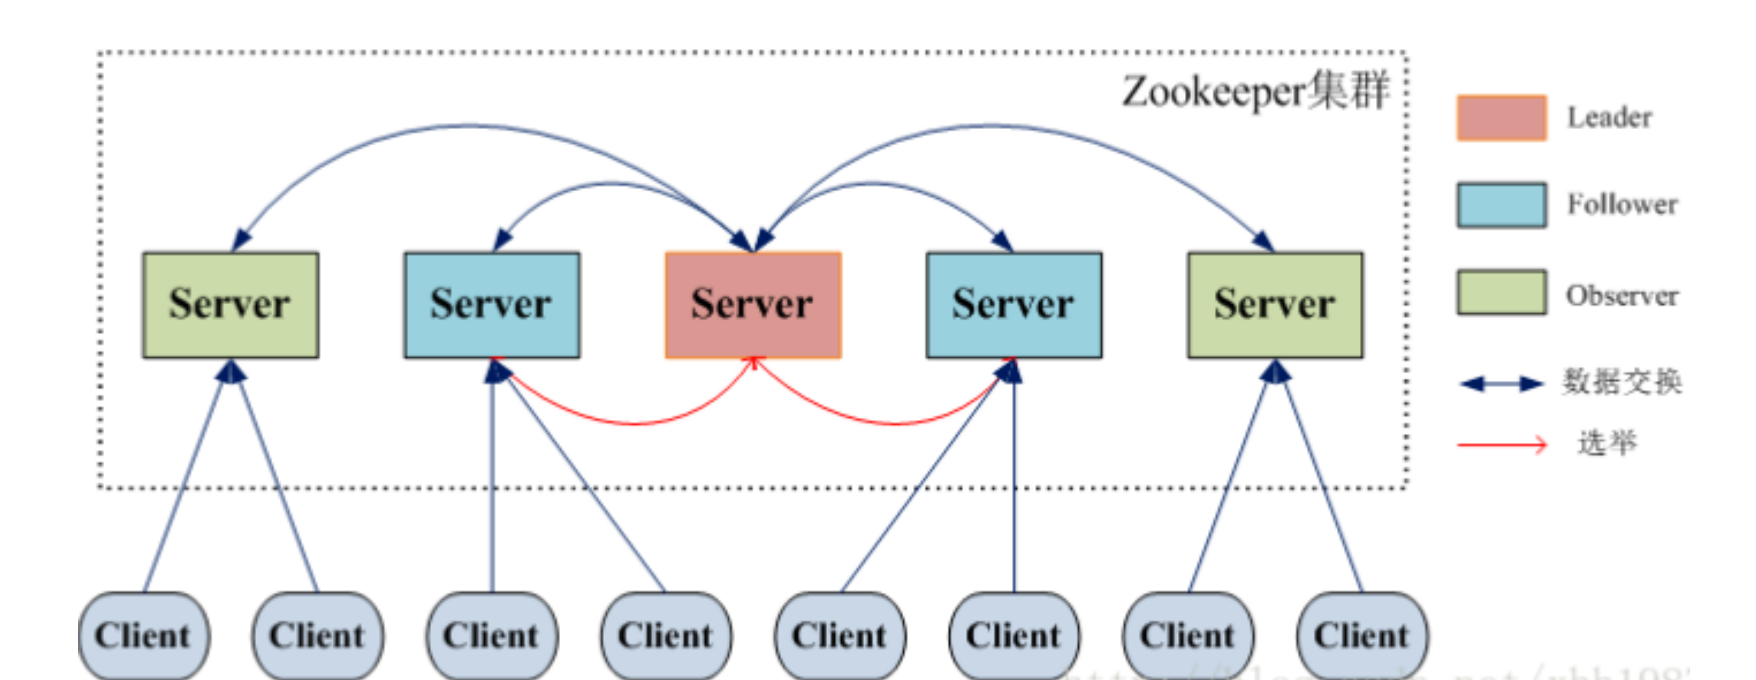 Zookeeper集群
Leader
Follower
Observer
数据交换
选举
Server Server Server Server Server
Client Client Client Client Client Client Client Client